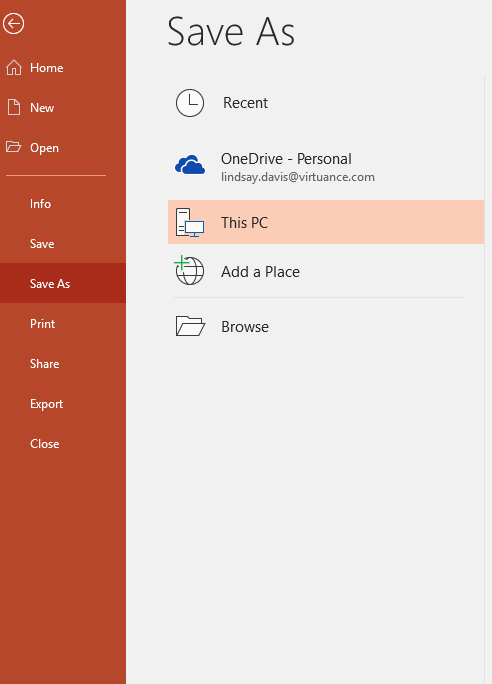 Save As
Home
New
Open
Info
Save
Save As
Print
Share
Export
Close
Recent
OneDrive - Personal
lindsay.davis@virtuance.com
This PC
Add a Place
Browse